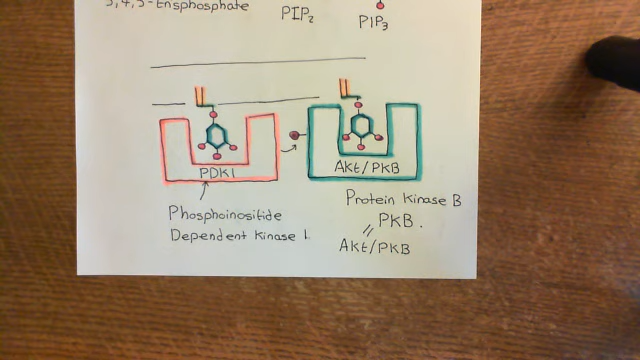 3,4,5-Trisphosphate
PIP2
PIP3
PDK1
Akt/PKB
Phosphoinositide
Dependent Kinase 1
Protein Kinase B
PKB.
Akt/PKB